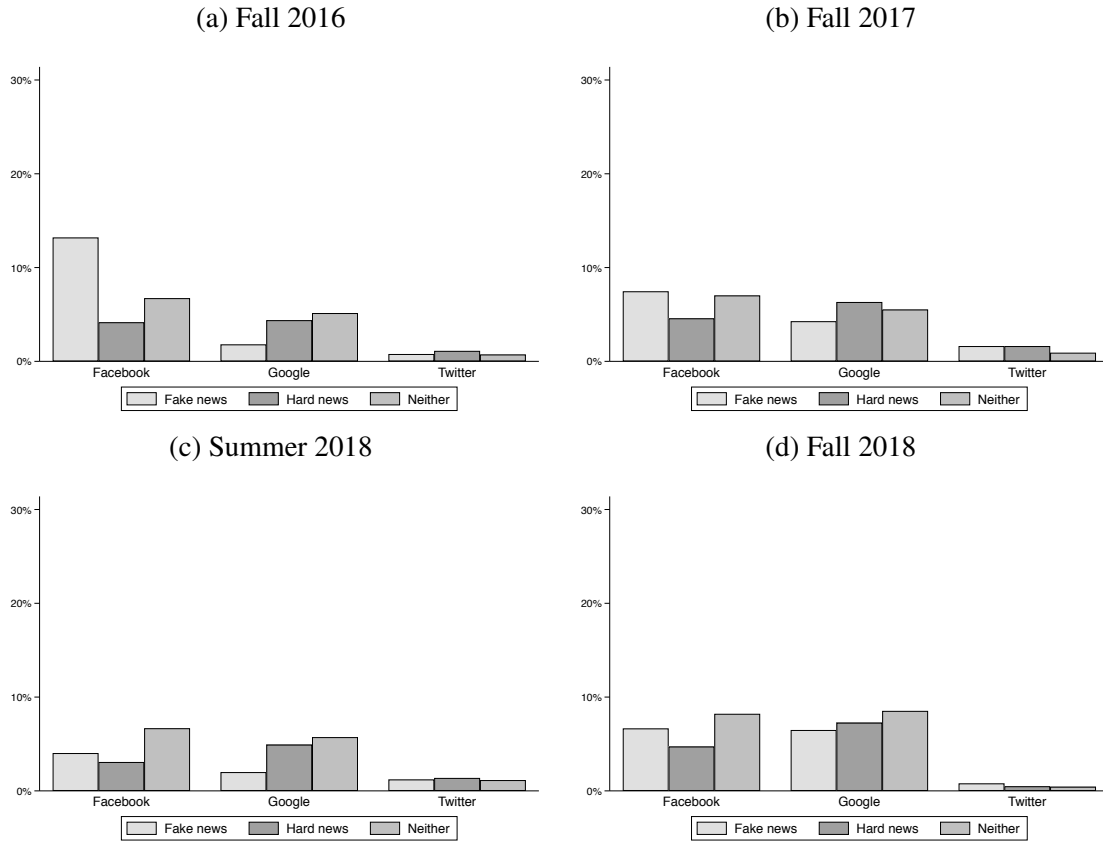 (a) Fall 2016
30%
20%
10%
0%
Facebook Google Twitter
Fake news Hard news Neither
(b) Fall 2017
30%
20%
10%
0%
Facebook Google Twitter
Fake news Hard news Neither
(c) Summer 2018
30%
20%
10%
0%
Facebook Google Twitter
Fake news Hard news Neither
(d) Fall 2018
30%
20%
10%
0%
Facebook Google Twitter
Fake news Hard news Neither